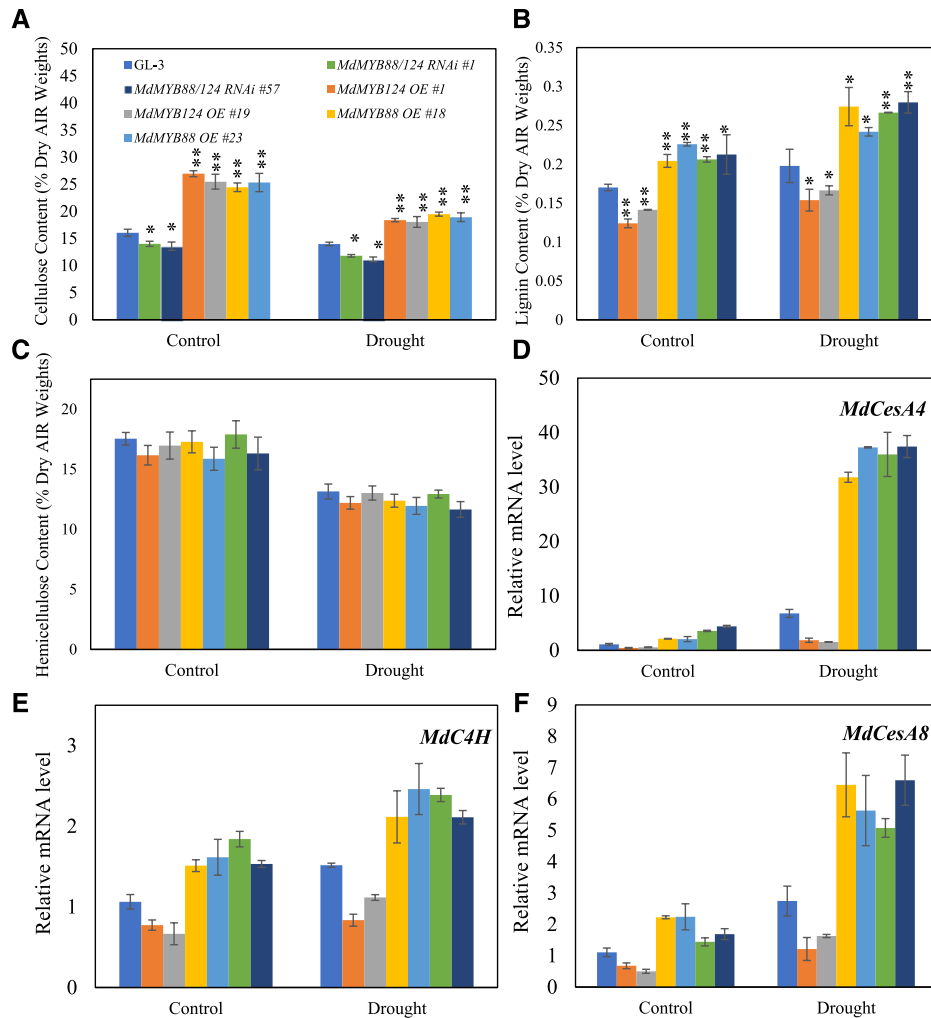 A
Cellulose Content (% Dry AIR Weights)
50
45
40
35
30
25
20
15
10
5
0
GL-3
MdMYB88/124 RNAi #1
MdMYB88/124 RNAi #57
MdMYB124 OE #1
MdMYB124 OE #19
MdMYB88 OE #18
MdMYB88 OE #23
* * ** ** ** **
* * ** ** ** **
Control
Drought
B
Lignin Content (% Dry AIR Weights)
0.35
0.3
0.25
0.2
0.15
0.1
0.05
0
** ** ** ** ** *
* * * * ** **
Control
Drought
C
Hemicellulose Content (% Dry AIR Weights)
20
15
10
5
0
Control
Drought
D
Relative mRNA level
50
40
30
20
10
0
MdCesA4
Control
Drought
E
Relative mRNA level
3
2
1
0
MdC4H
Control
Drought
F
Relative mRNA level
9
8
7
6
5
4
3
2
1
0
MdCesA8
Control
Drought